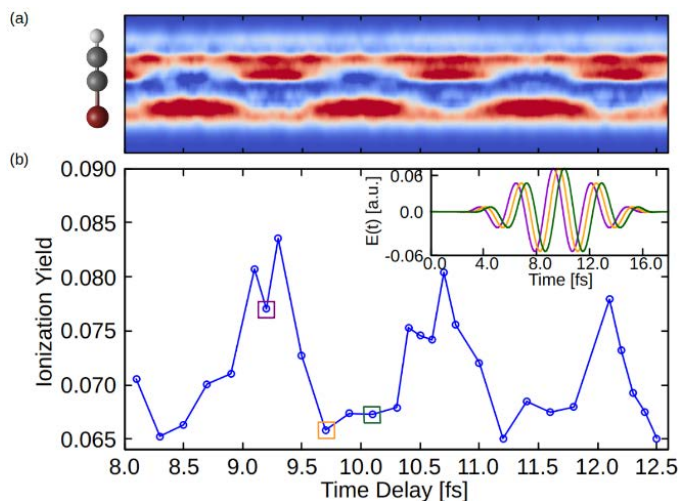 (a)
(b)
0.090
0.085
0.080
0.075
0.070
0.065
Ionization Yield
8.0 8.5 9.0 9.5 10.0 10.5 11.0 11.5 12.0 12.5
Time Delay [fs]
0.06
0.0
-0.06
E(t) [a.u.]
0.0 4.0 8.0 12.0 16.0
Time [fs]